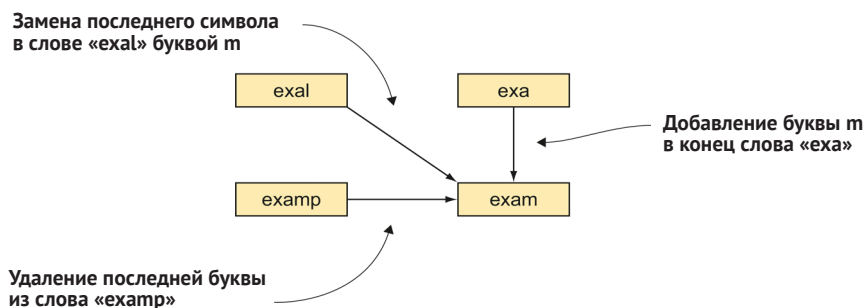 Замена последнего символа
в слове «exal» буквой m
exal
exa
Добавление буквы m
в конец слова «exa»
examp
exam
Удаление последней буквы
из слова «examp»